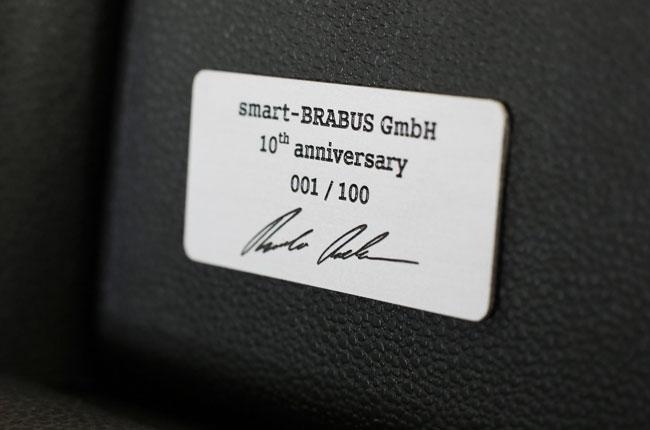 smart-BRABUS GmbH
10th anniversary
001 / 100